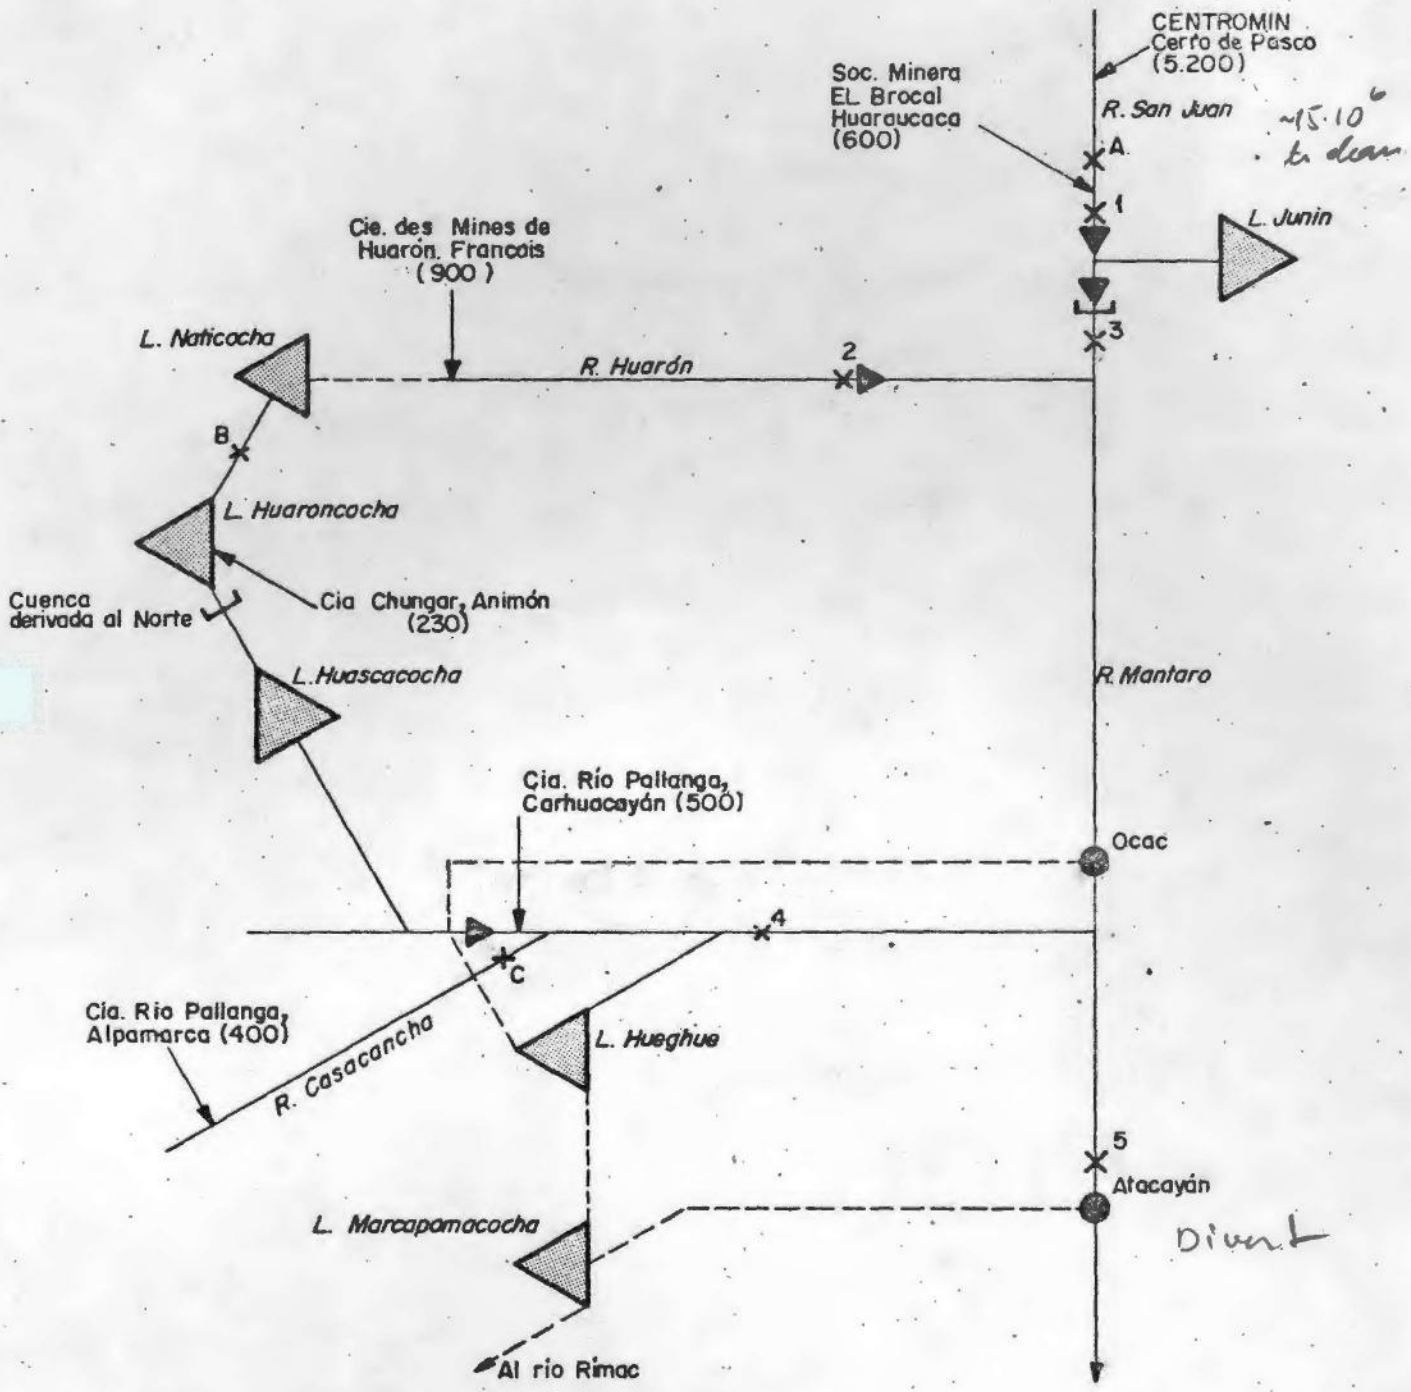 CENTROMIN
Cerro de Pasco
(5.200)
Soc. Minera
EL Brocal
Huaraucaca
(600)
R. San Juan
~15.10⁶
A
1
L. Junin
Cie. des Mines de
Huarón. Francois
(900)
3
L. Naticocha
2
R. Huarón
B
L. Huaroncocha
Cuenca
derivada al Norte
Cia Chungar, Animón
(230)
L. Huascacocha
R. Mantaro
Cia. Río Pallanga,
Carhuacayán (500)
Ocac
4
C
Cia. Rio Pallanga,
Alpamarca (400)
R. Casacancha
L. Hueghue
5
Atacayán
L. Marcapomacocha
Divert
Al río Rímac